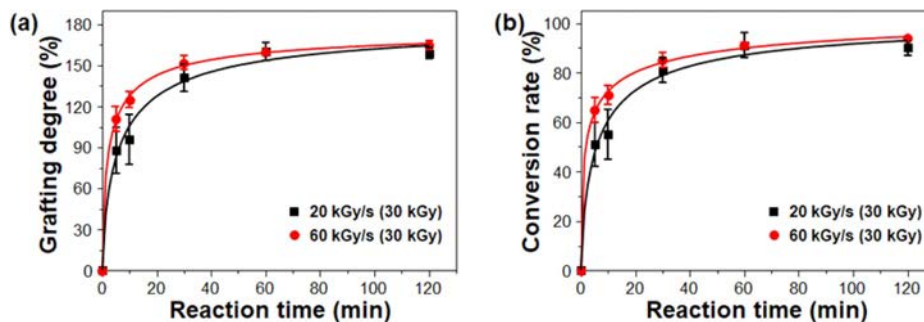 (a)
Grafting degree (%)
180
150
120
90
60
30
0
20 kGy/s (30 kGy)
60 kGy/s (30 kGy)
0 20 40 60 80 100 120
Reaction time (min)
(b)
Conversion rate (%)
100
80
60
40
20
0
20 kGy/s (30 kGy)
60 kGy/s (30 kGy)
0 20 40 60 80 100 120
Reaction time (min)